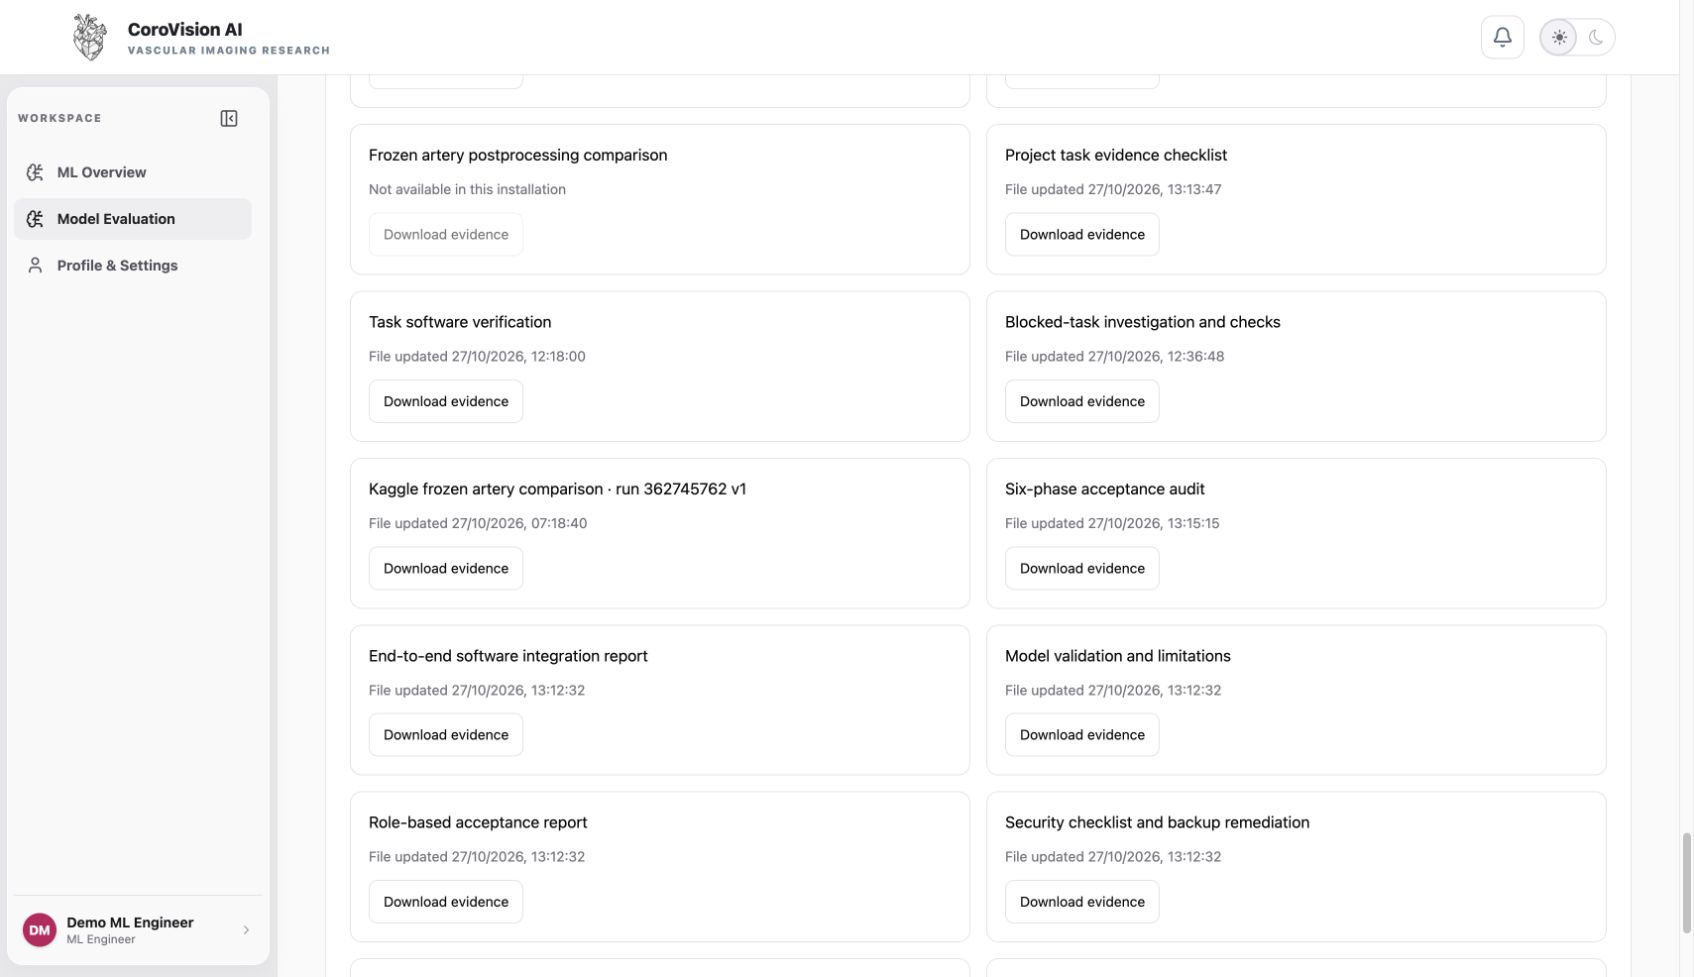 CoroVision AI
VASCULAR IMAGING RESEARCH
WORKSPACE
ML Overview
Model Evaluation
Profile & Settings
Frozen artery postprocessing comparison
Not available in this installation
Download evidence
Project task evidence checklist
File updated 27/10/2026, 13:13:47
Download evidence
Task software verification
File updated 27/10/2026, 12:18:00
Download evidence
Blocked-task investigation and checks
File updated 27/10/2026, 12:36:48
Download evidence
Kaggle frozen artery comparison · run 362745762 v1
File updated 27/10/2026, 07:18:40
Download evidence
Six-phase acceptance audit
File updated 27/10/2026, 13:15:15
Download evidence
End-to-end software integration report
File updated 27/10/2026, 13:12:32
Download evidence
Model validation and limitations
File updated 27/10/2026, 13:12:32
Download evidence
Role-based acceptance report
File updated 27/10/2026, 13:12:32
Download evidence
Security checklist and backup remediation
File updated 27/10/2026, 13:12:32
Download evidence
DM
Demo ML Engineer
ML Engineer